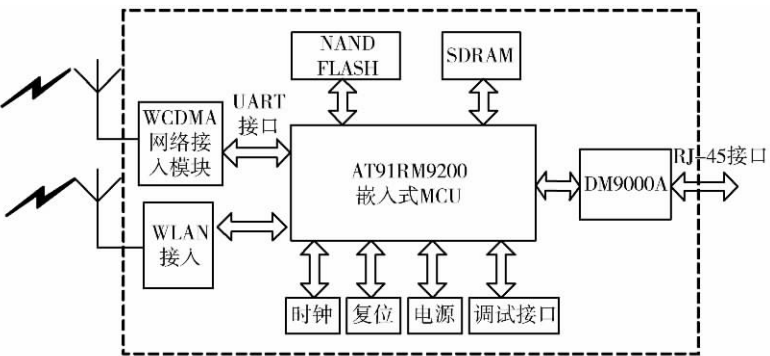 NAND
FLASH
SDRAM
UART
接口
WCDMA
网络接
入模块
AT91RM9200
嵌入式MCU
RJ-45接口
DM9000A
WLAN
接入
时钟
复位
电源
调试接口